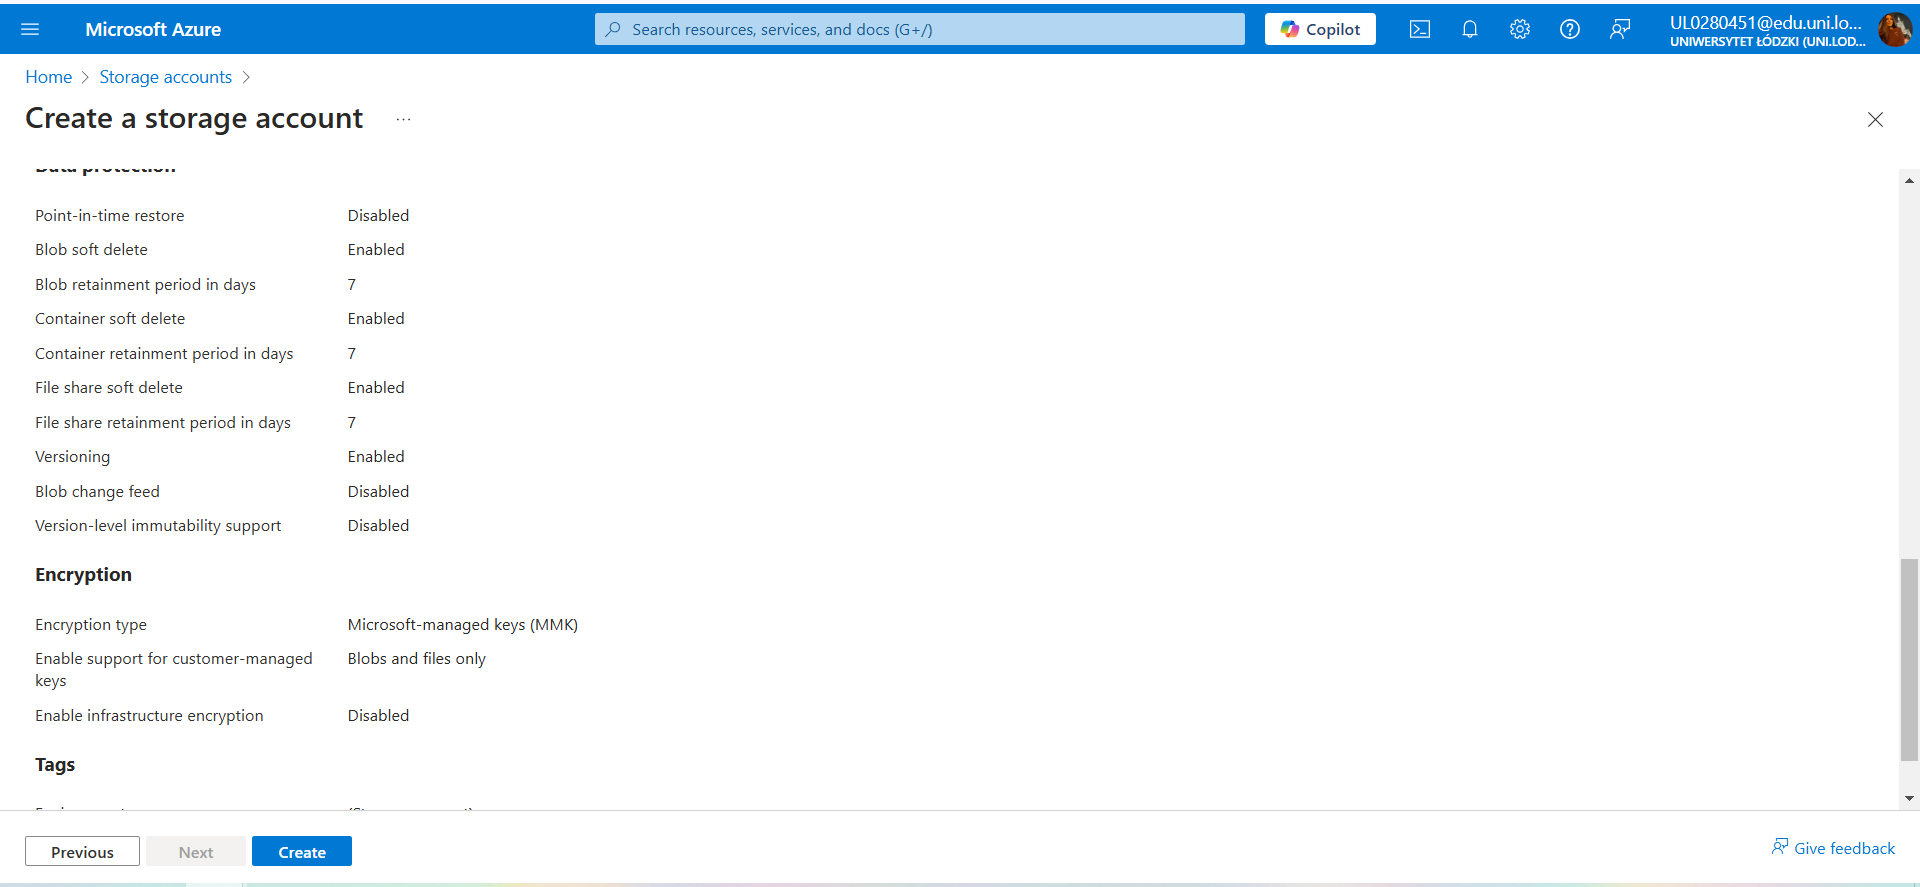 Microsoft Azure
Search resources, services, and docs (G+/)
Copilot
UL0280451@edu.uni.lo...
UNIWERSYTET ŁÓDZKI (UNI.LOD...
Home > Storage accounts >
Create a storage account ...
Data protection
Point-in-time restore Disabled
Blob soft delete Enabled
Blob retainment period in days 7
Container soft delete Enabled
Container retainment period in days 7
File share soft delete Enabled
File share retainment period in days 7
Versioning Enabled
Blob change feed Disabled
Version-level immutability support Disabled
Encryption
Encryption type Microsoft-managed keys (MMK)
Enable support for customer-managed Blobs and files only
keys
Enable infrastructure encryption Disabled
Tags
Previous
Next
Create
Give feedback